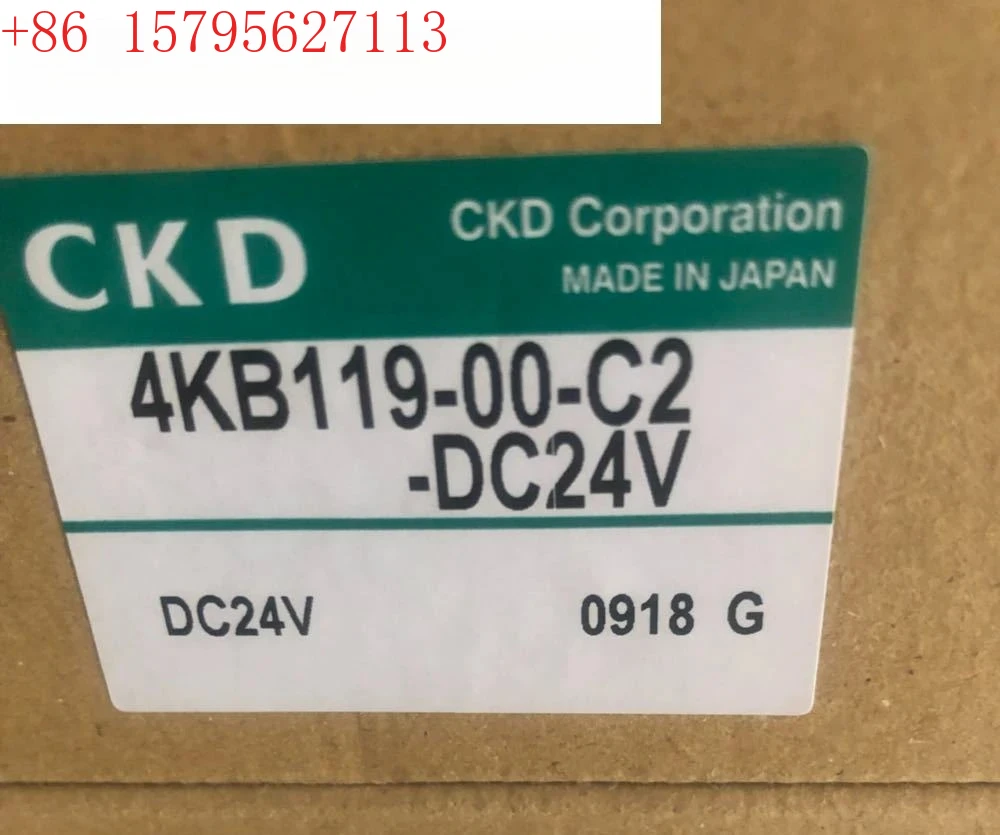 +86 15795627113
CKD
CKD Corporation
MADE IN JAPAN
4KB119-00-C2
-DC24V
DC24V 0918 G